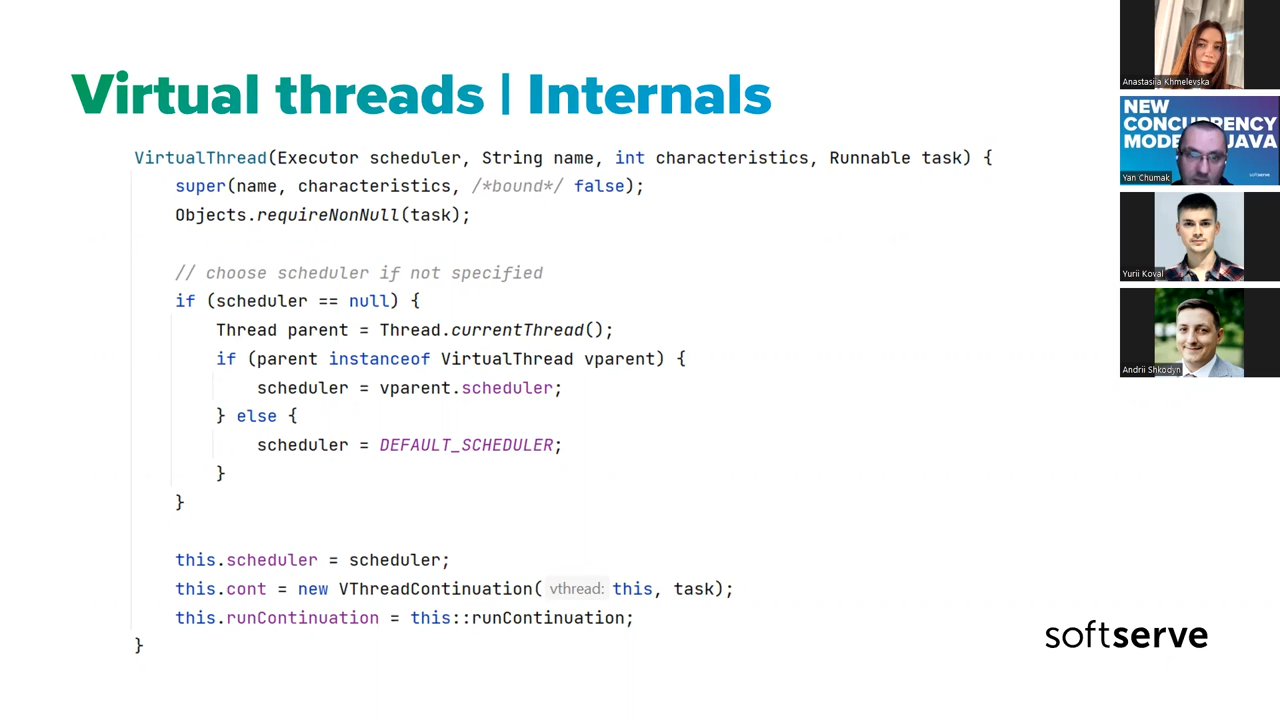 Virtual threads | Internals
VirtualThread(Executor scheduler, String name, int characteristics, Runnable task) {
super(name, characteristics, /*bound*/ false);
Objects.requireNonNull(task);
// choose scheduler if not specified
if (scheduler == null) {
Thread parent = Thread.currentThread();
if (parent instanceof VirtualThread vparent) {
scheduler = vparent.scheduler;
} else {
scheduler = DEFAULT_SCHEDULER;
}
}
this.scheduler = scheduler;
this.cont = new VThreadContinuation( vthread: this, task);
this.runContinuation = this::runContinuation;
}
softserve
Anastasiia Khmelevska
NEW
CONCURRENCY
MODE JAVA
softserve
Yan Chumak
Yurii Koval
Andrii Shkodyn